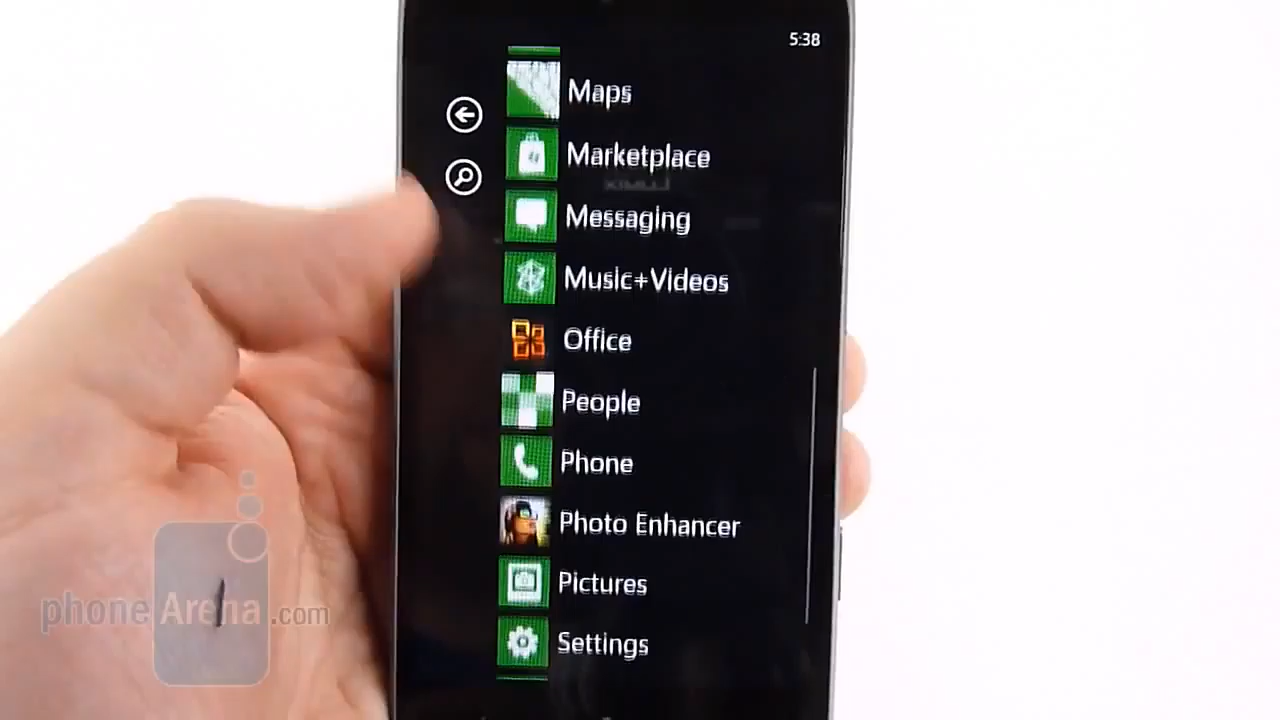 5:38
Maps
Marketplace
Messaging
Music+Videos
Office
People
Phone
Photo Enhancer
Pictures
Settings
phoneArena.com